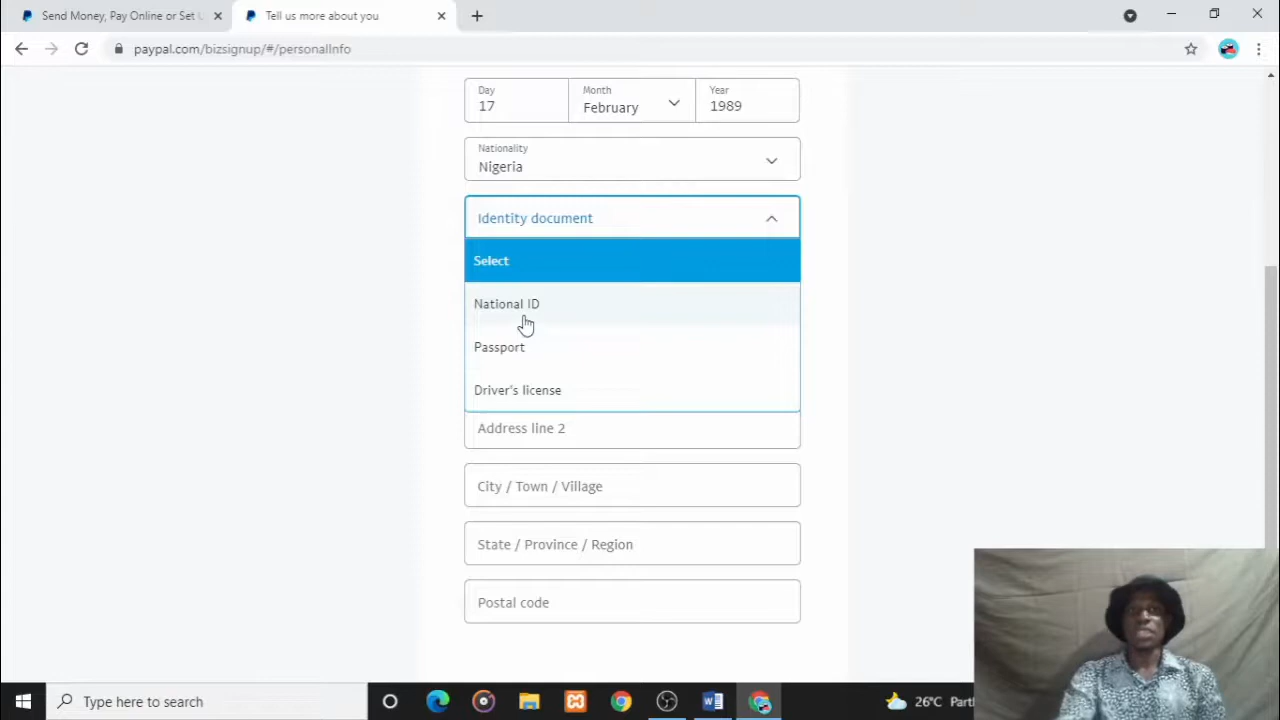 Send Money, Pay Online or Set U
Tell us more about you
paypal.com/bizsignup/#/personalInfo
Day
Month
Year
17
February
1989
Nationality
Nigeria
Identity document
Select
National ID
Passport
Driver's license
Address line 2
City / Town / Village
State / Province / Region
Postal code
Type here to search
26°C Part